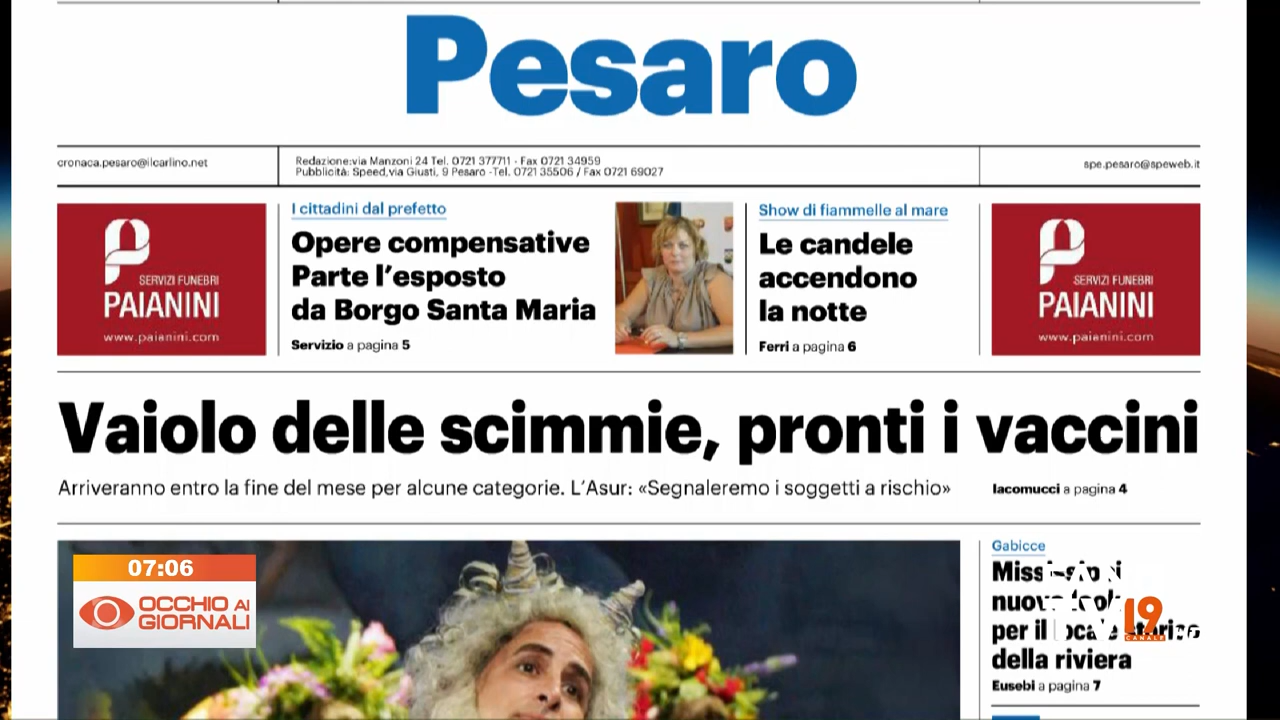 Pesaro
cronaca.pesaro@ilcarlino.net
Redazione:via Manzoni 24 Tel. 0721 377711 - Fax 0721 34959
Pubblicità: Speed,via Giusti, 9 Pesaro -Tel. 0721 35506 / Fax 0721 69027
spe.pesaro@speweb.it
SERVIZI FUNEBRI
PAIANINI
www.paianini.com
I cittadini dal prefetto
Opere compensative
Parte l'esposto
da Borgo Santa Maria
Servizio a pagina 5
Show di fiammelle al mare
Le candele
accendono
la notte
Ferri a pagina 6
SERVIZI FUNEBRI
PAIANINI
www.paianini.com
Vaiolo delle scimmie, pronti i vaccini
Arriveranno entro la fine del mese per alcune categorie. L'Asur: «Segnaleremo i soggetti a rischio»
Iacomucci a pagina 4
07:06
OCCHIO AI
GIORNALI
Gabicce
nuovo
per il
della riviera
Eusebi a pagina 7
19
CANALE